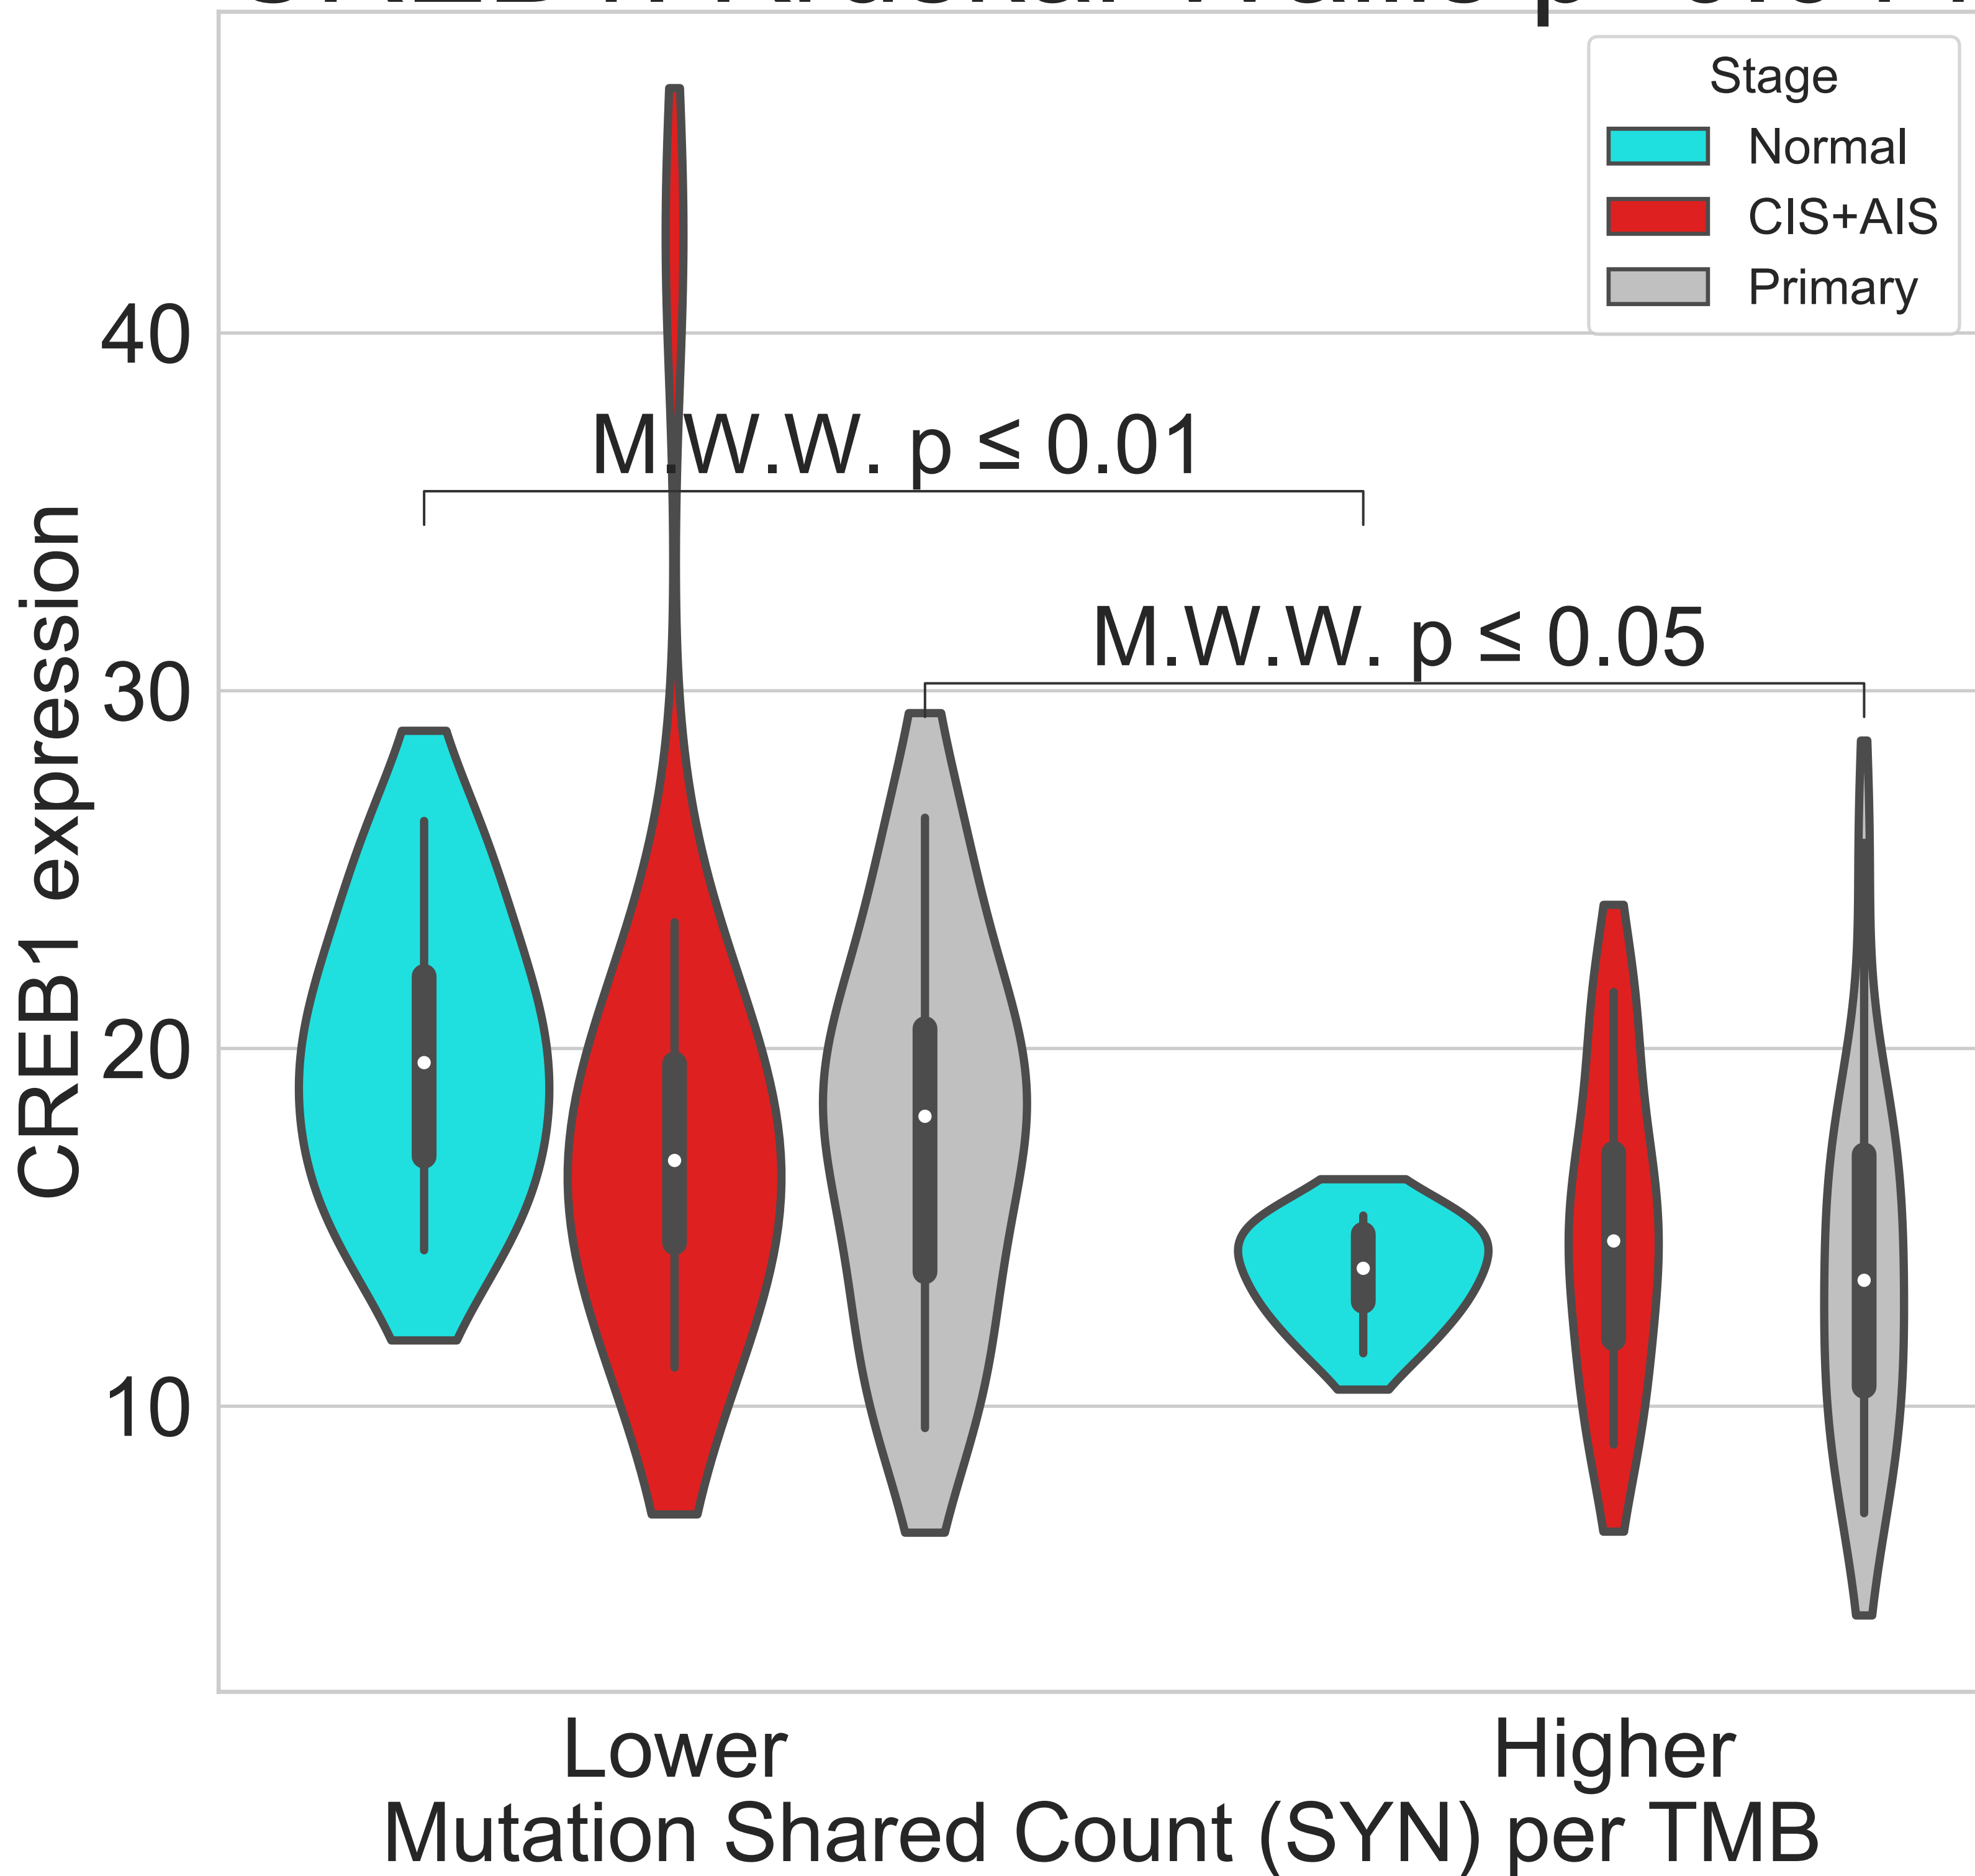 Stage
Normal
CIS+AIS
Primary
40
30
20
10
CREB1 expression
M.W.W. p ≤ 0.01
M.W.W. p ≤ 0.05
Lower
Higher
Mutation Shared Count (SYN) per TMB